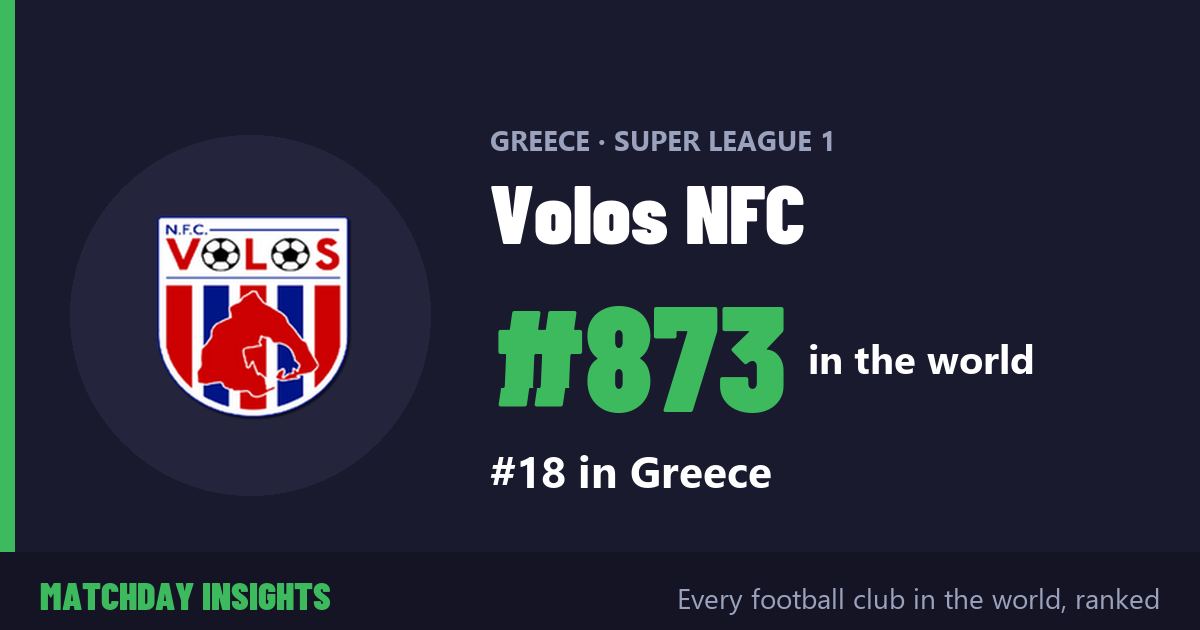 GREECE · SUPER LEAGUE 1
Volos NFC
N.F.C.
VOLOS
#873 in the world
#18 in Greece
MATCHDAY INSIGHTS
Every football club in the world, ranked